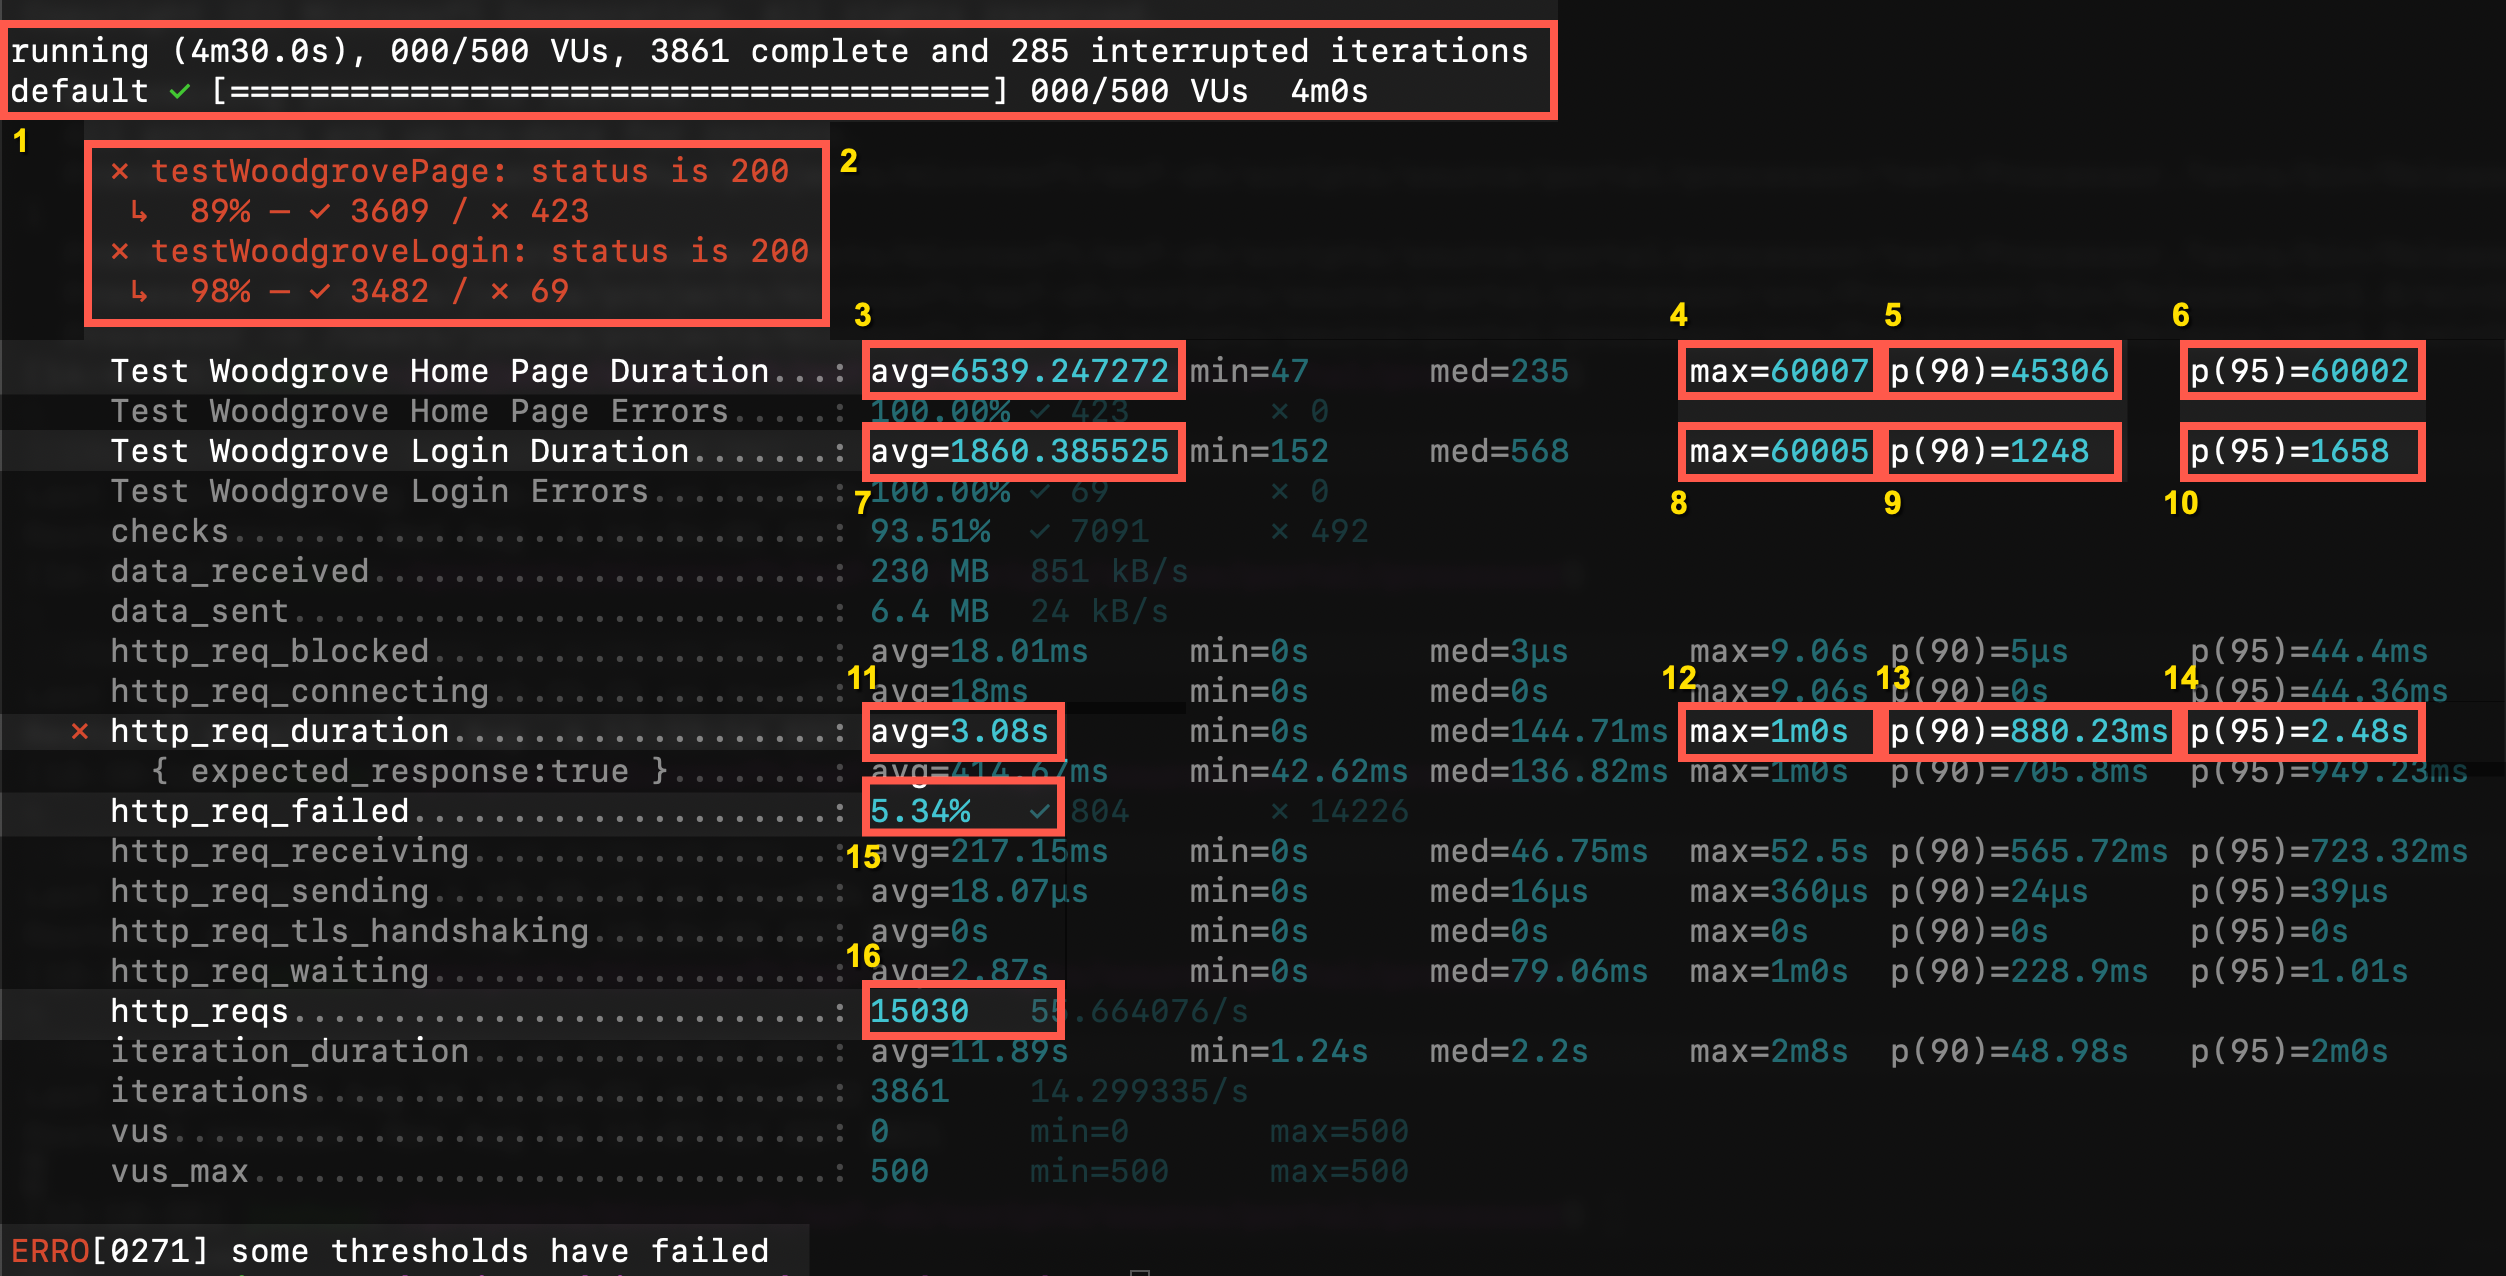 running (4m30.0s), 000/500 VUs, 3861 complete and 285 interrupted iterations
default ✓ [======================================] 000/500 VUs  4m0s
1
✗ testWoodgrovePage: status is 200
2
↳  89% — ✓ 3609 / ✗ 423
✗ testWoodgroveLogin: status is 200
↳  98% — ✓ 3482 / ✗ 69
3 4 5 6
Test Woodgrove Home Page Duration...: avg=6539.247272 min=47 med=235 max=60007 p(90)=45306 p(95)=60002
Test Woodgrove Home Page Errors.....: 100.00% ✓ 423 ✗ 0
Test Woodgrove Login Duration.......: avg=1860.385525 min=152 med=568 max=60005 p(90)=1248 p(95)=1658
Test Woodgrove Login Errors.........: 100.00% ✓ 69 ✗ 0
7 8 9 10
checks..............................: 93.51% ✓ 7091 ✗ 492
data_received.......................: 230 MB 851 kB/s
data_sent...........................: 6.4 MB 24 kB/s
http_req_blocked....................: avg=18.01ms min=0s med=3µs max=9.06s p(90)=5µs p(95)=44.4ms
11 12 13 14
http_req_connecting.................: avg=18ms min=0s med=0s max=9.06s p(90)=0s p(95)=44.36ms
✗ http_req_duration...................: avg=3.08s min=0s med=144.71ms max=1m0s p(90)=880.23ms p(95)=2.48s
{ expected_response:true }........: avg=414.67ms min=42.62ms med=136.82ms max=1m0s p(90)=705.8ms p(95)=949.23ms
http_req_failed.....................: 5.34% ✓ 804 ✗ 14226
15
http_req_receiving..................: avg=217.15ms min=0s med=46.75ms max=52.5s p(90)=565.72ms p(95)=723.32ms
http_req_sending....................: avg=18.07µs min=0s med=16µs max=360µs p(90)=24µs p(95)=39µs
http_req_tls_handshaking............: avg=0s min=0s med=0s max=0s p(90)=0s p(95)=0s
16
http_req_waiting....................: avg=2.87s min=0s med=79.06ms max=1m0s p(90)=228.9ms p(95)=1.01s
http_reqs...........................: 15030 55.664076/s
iteration_duration..................: avg=11.89s min=1.24s med=2.2s max=2m8s p(90)=48.98s p(95)=2m0s
iterations..........................: 3861 14.299335/s
vus.................................: 0 min=0 max=500
vus_max.............................: 500 min=500 max=500
ERRO[0271] some thresholds have failed